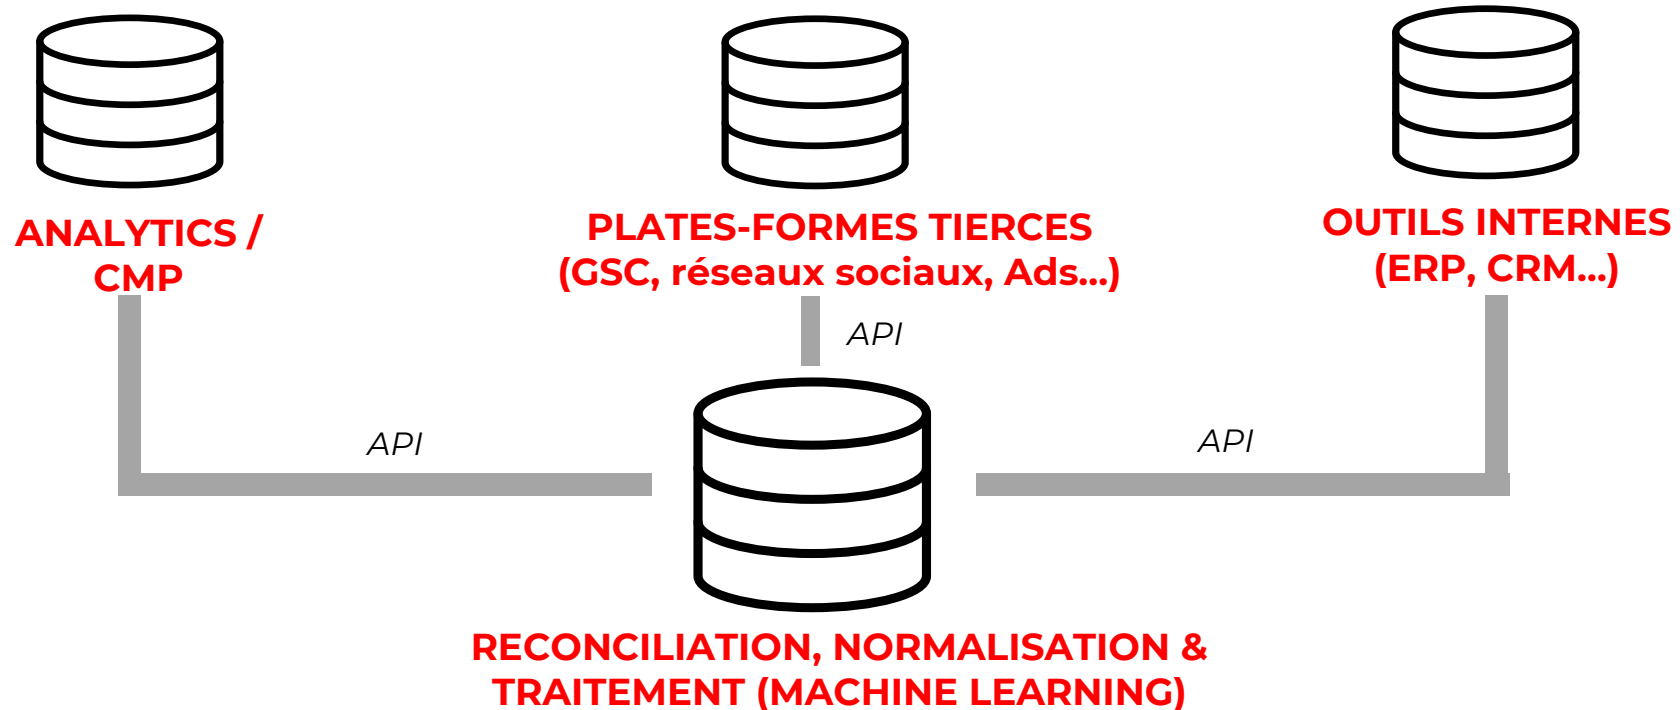 ANALYTICS /
CMP
PLATES-FORMES TIERCES
(GSC, réseaux sociaux, Ads...)
OUTILS INTERNES
(ERP, CRM...)
API
API
API
RECONCILIATION, NORMALISATION &
TRAITEMENT (MACHINE LEARNING)